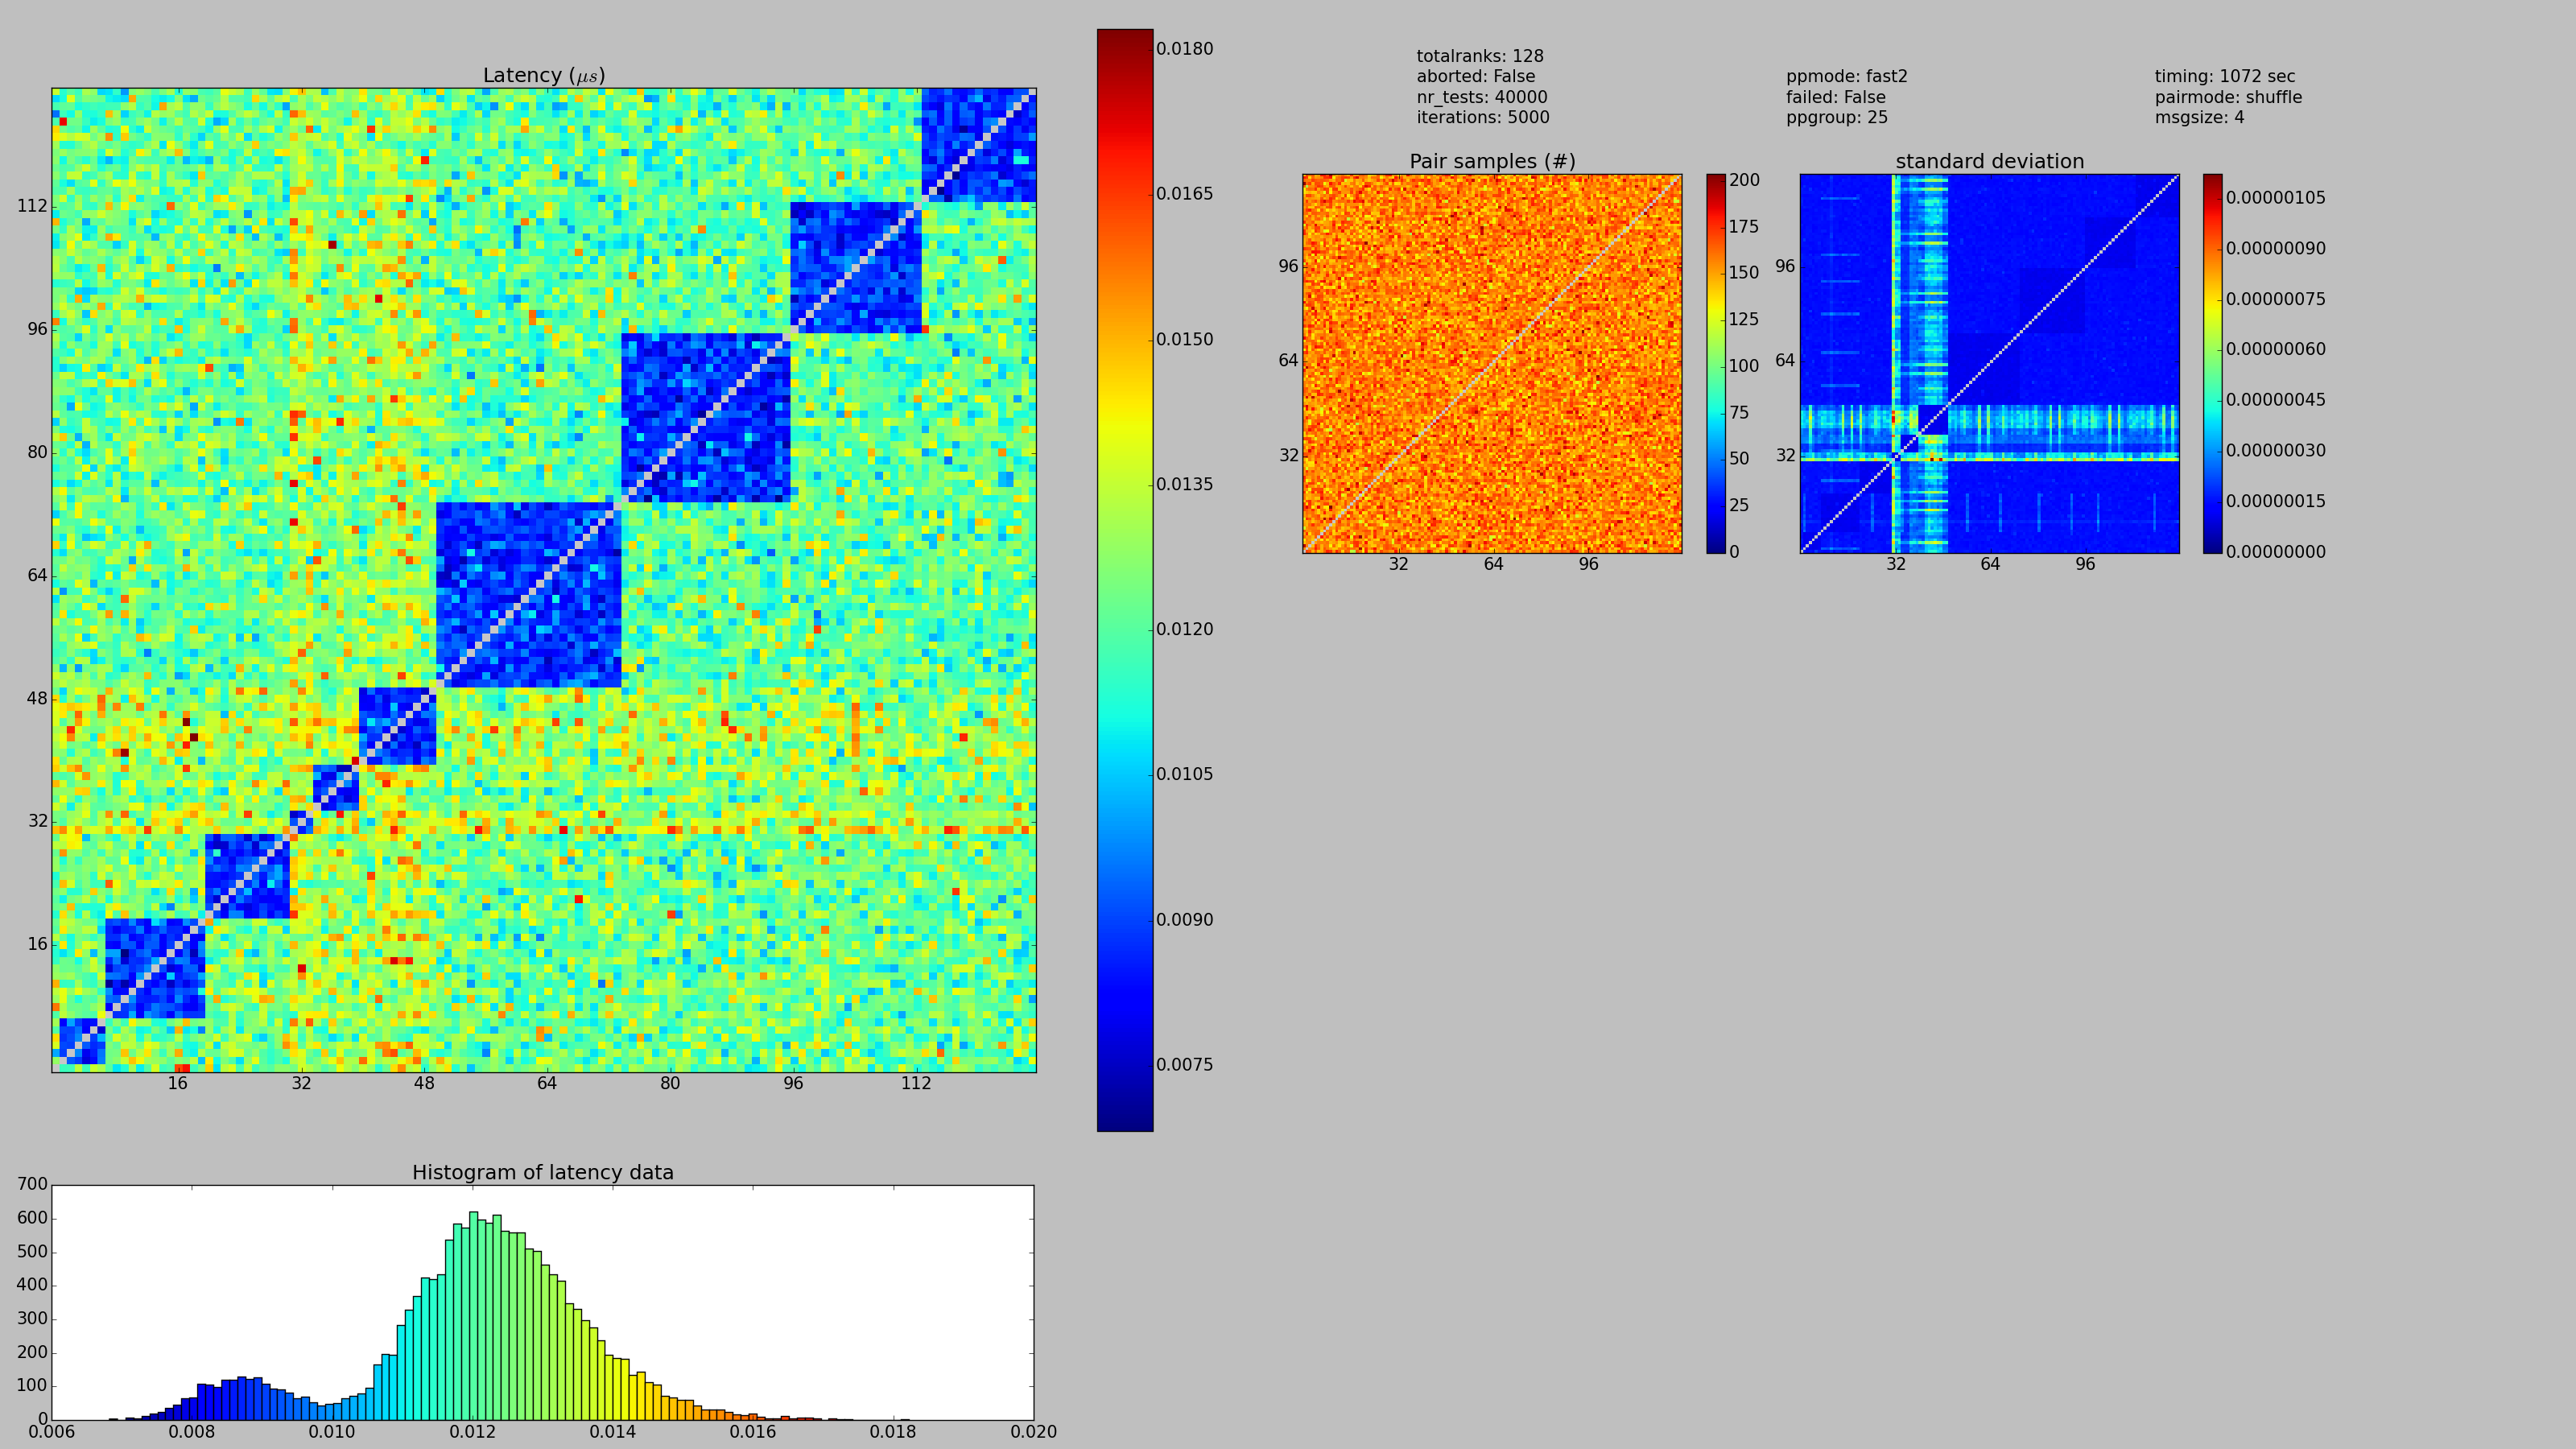 Latency (μs)
112
96
80
64
48
32
16
16 32 48 64 80 96 112
0.0180
0.0165
0.0150
0.0135
0.0120
0.0105
0.0090
0.0075
totalranks: 128
aborted: False
nr_tests: 40000
iterations: 5000
ppmode: fast2
failed: False
ppgroup: 25
timing: 1072 sec
pairmode: shuffle
msgsize: 4
Pair samples (#)
96
64
32
32 64 96
200
175
150
125
100
75
50
25
0
standard deviation
96
64
32
32 64 96
0.00000105
0.00000090
0.00000075
0.00000060
0.00000045
0.00000030
0.00000015
0.00000000
Histogram of latency data
700
600
500
400
300
200
100
0
0.006 0.008 0.010 0.012 0.014 0.016 0.018 0.020